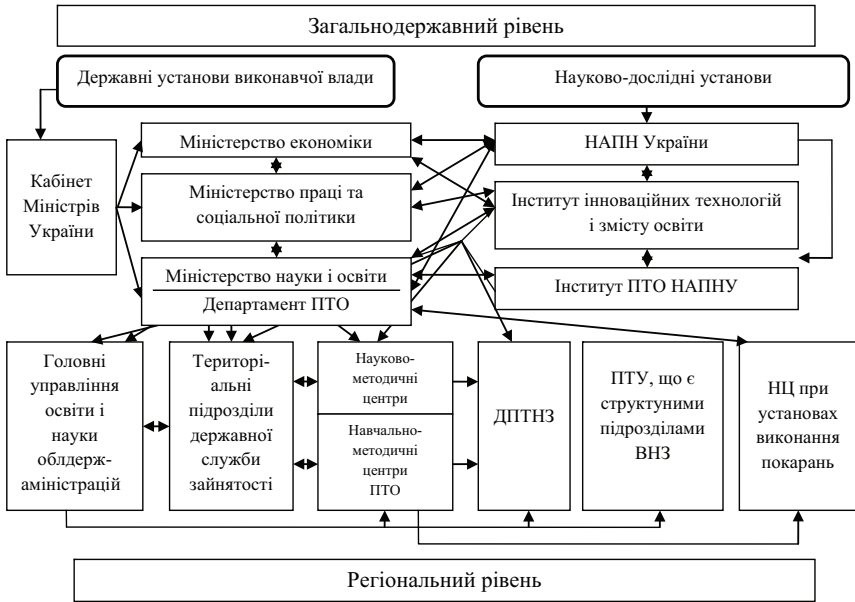 Загальнодержавний рівень
Державні установи виконавчої влади
Науково-дослідні установи
Кабінет
Міністрів
України
Міністерство економіки
Міністерство праці та
соціальної політики
Міністерство науки і освіти
Департамент ПТО
НАПН України
Інститут інноваційних технологій
і змісту освіти
Інститут ПТО НАПНУ
Головні
управління
освіти і
науки
облдерж-
аміністрацій
Територі-
альні
підрозділи
державної
служби
зайнятості
Науково-
методичні
центри
Навчально-
методичні
центри
ПТО
ДПТНЗ
ПТУ, що є
структуними
підрозділами
ВНЗ
НЦ при
установах
виконання
покарань
Регіональний рівень